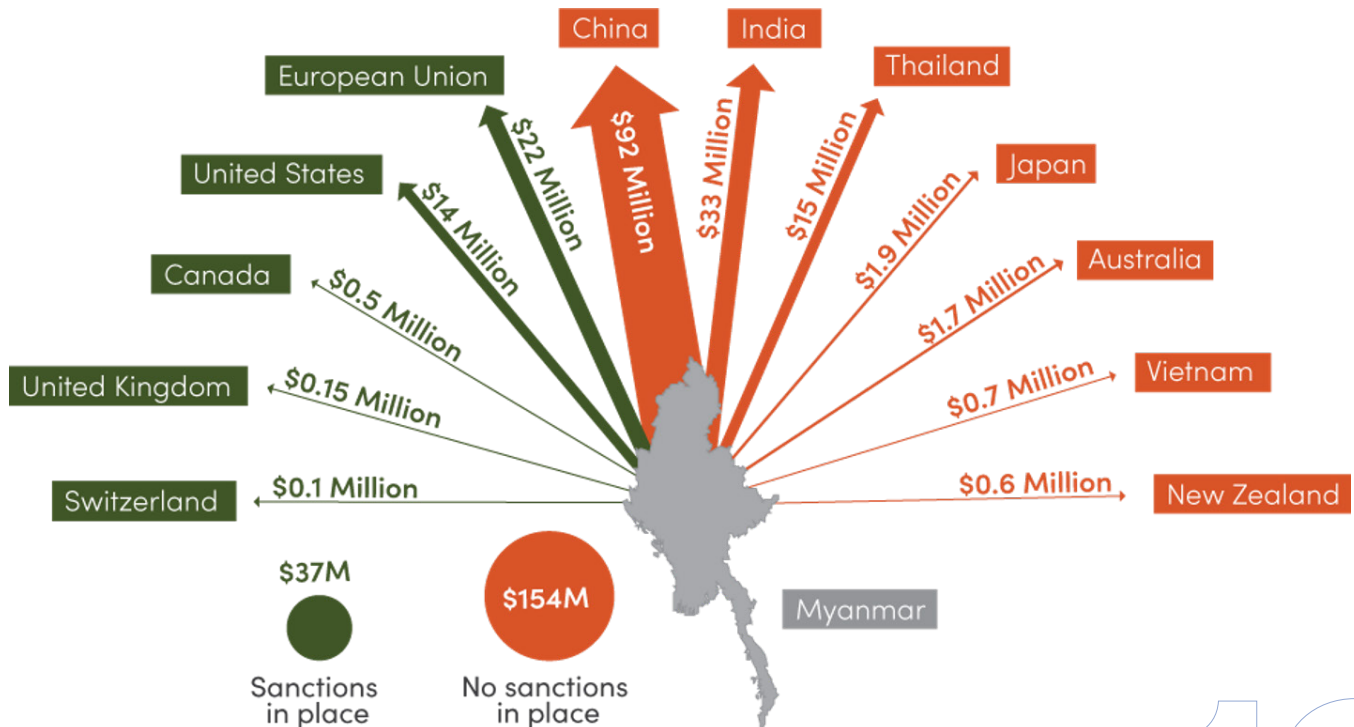 China
India
Thailand
European Union
Japan
United States
Australia
Canada
Vietnam
United Kingdom
New Zealand
Switzerland
$92 Million
$33 Million
$15 Million
$22 Million
$1.9 Million
$14 Million
$1.7 Million
$0.5 Million
$0.7 Million
$0.15 Million
$0.6 Million
$0.1 Million
$37M
Sanctions
in place
$154M
No sanctions
in place
Myanmar